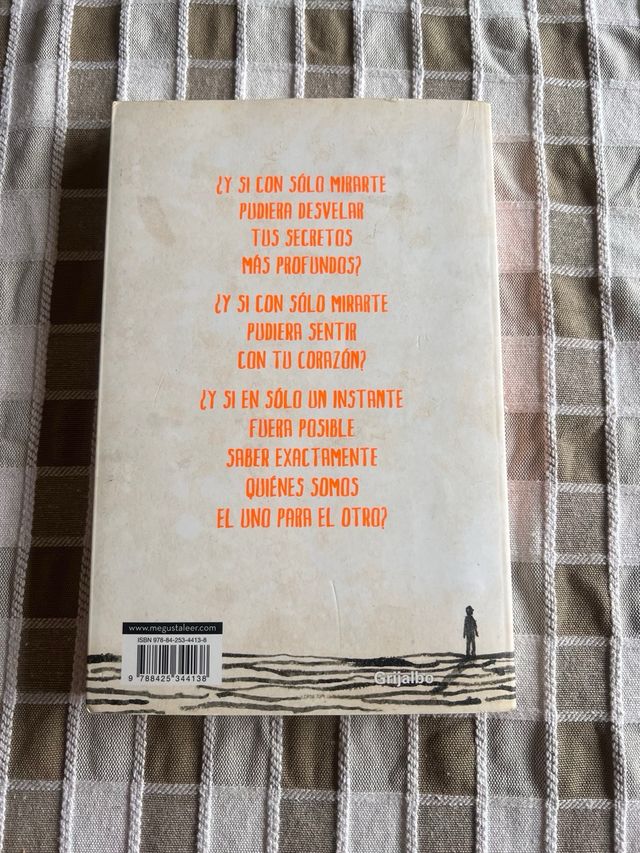 ¿Y SI CON SÓLO MIRARTE
PUDIERA DESVELAR
TUS SECRETOS
MÁS PROFUNDOS?
¿Y SI CON SÓLO MIRARTE
PUDIERA SENTIR
CON TU CORAZÓN?
¿Y SI EN SÓLO UN INSTANTE
FUERA POSIBLE
SABER EXACTAMENTE
QUIÉNES SOMOS
EL UNO PARA EL OTRO?
www.megustaleer.com
ISBN 978-84-253-4413-8
9 788425 344138
Grijalbo